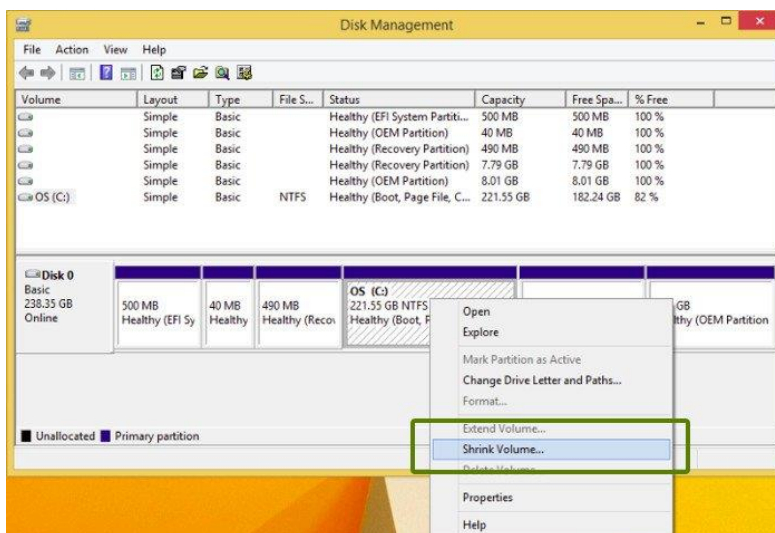 Disk Management
File Action View Help
Volume Layout Type File S... Status Capacity Free Spa... % Free
Simple Basic Healthy (EFI System Partiti... 500 MB 500 MB 100 %
Simple Basic Healthy (OEM Partition) 40 MB 40 MB 100 %
Simple Basic Healthy (Recovery Partition) 490 MB 490 MB 100 %
Simple Basic Healthy (Recovery Partition) 7.79 GB 7.79 GB 100 %
Simple Basic Healthy (OEM Partition) 8.01 GB 8.01 GB 100 %
OS (C:) Simple Basic NTFS Healthy (Boot, Page File, C... 221.55 GB 182.24 GB 82 %
Disk 0
Basic
238.35 GB
Online
500 MB
Healthy (EFI Sy
40 MB
Healthy
490 MB
Healthy (Recov
OS (C:)
221.55 GB NTFS
Healthy (Boot, P
GB
lthy (OEM Partition
Open
Explore
Mark Partition as Active
Change Drive Letter and Paths...
Format...
Extend Volume...
Shrink Volume...
Delete Volume...
Properties
Help
Unallocated Primary partition